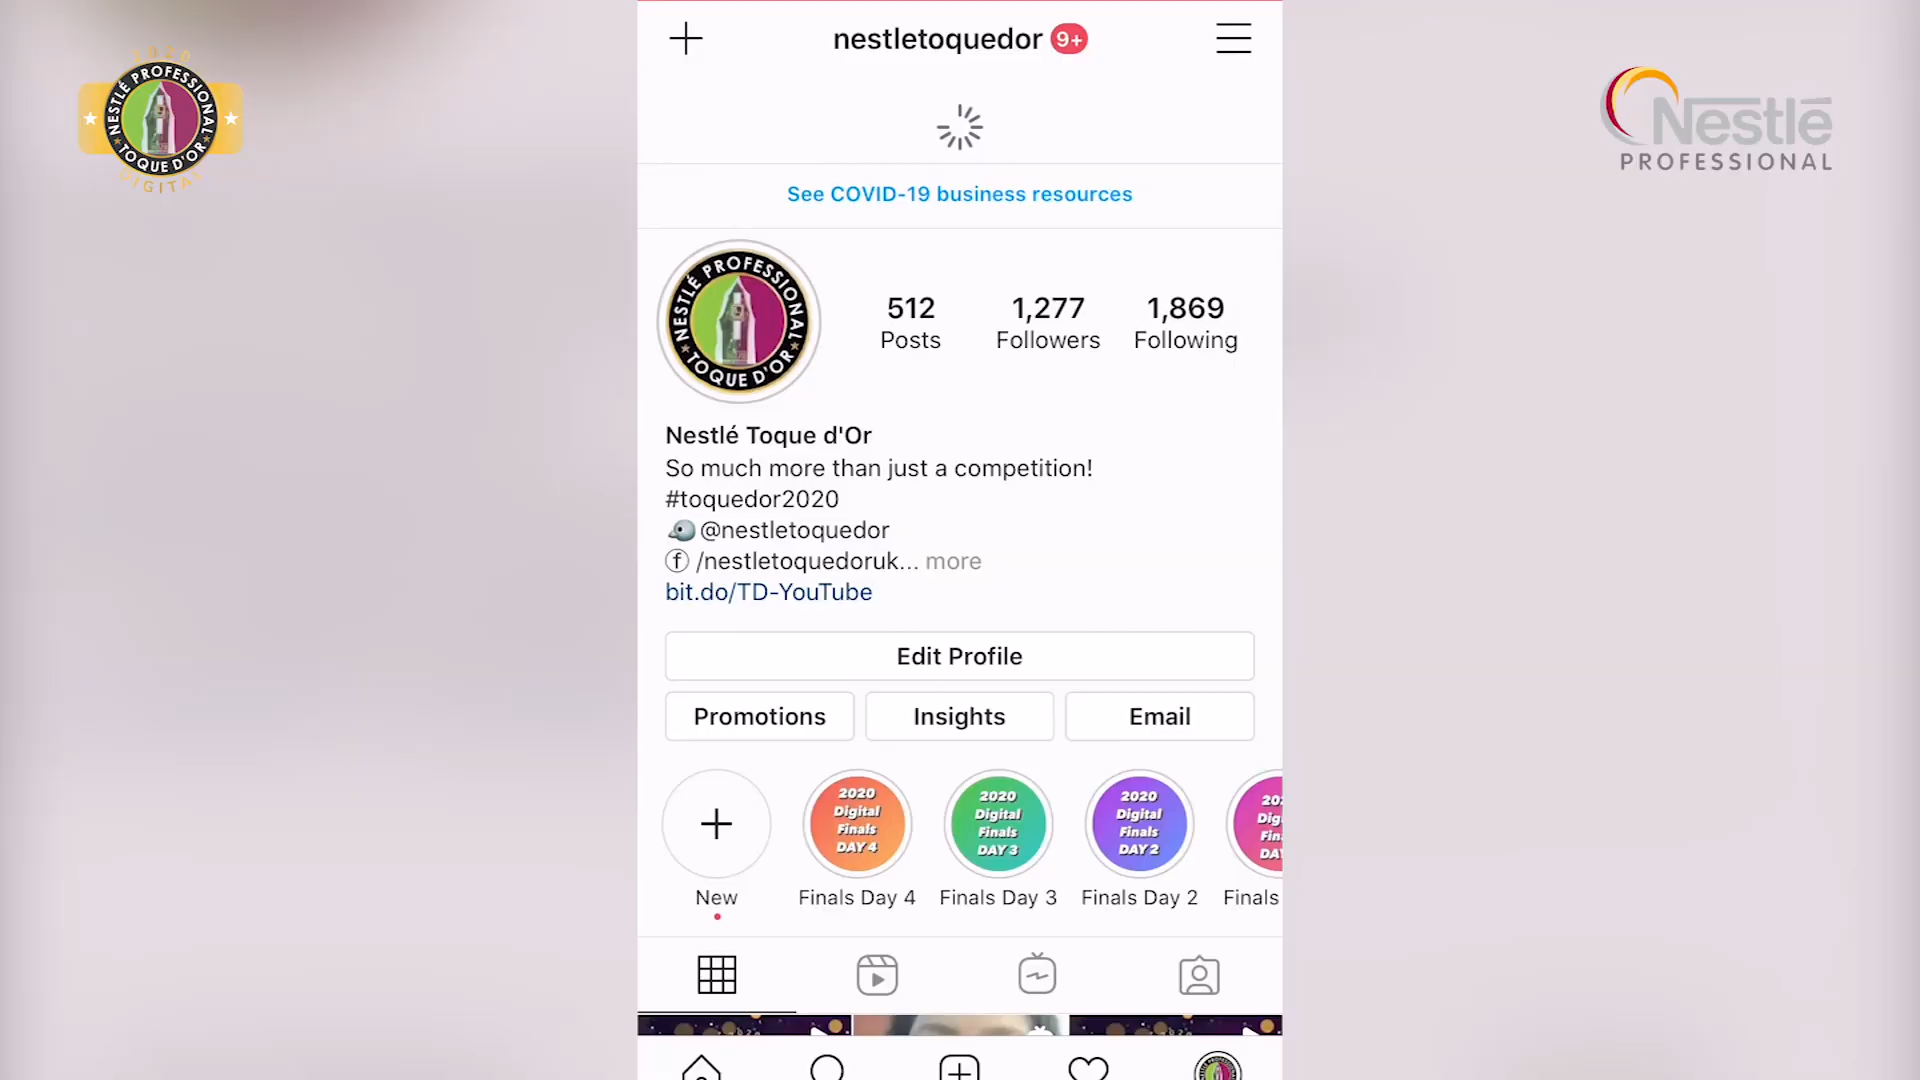 2020
NESTLÉ PROFESSIONAL
TOQUE D'OR
DIGITAL
nestletoquedor 9+
Nestlé
PROFESSIONAL
See COVID-19 business resources
NESTLÉ PROFESSIONAL
TOQUE D'OR
512 1,277 1,869
Posts Followers Following
Nestlé Toque d'Or
So much more than just a competition!
#toquedor2020
@nestletoquedor
f /nestletoquedoruk... more
bit.do/TD-YouTube
Edit Profile
Promotions Insights Email
2020
Digital
Finals
DAY 4
2020
Digital
Finals
DAY 3
2020
Digital
Finals
DAY 2
New Finals Day 4 Finals Day 3 Finals Day 2 Finals